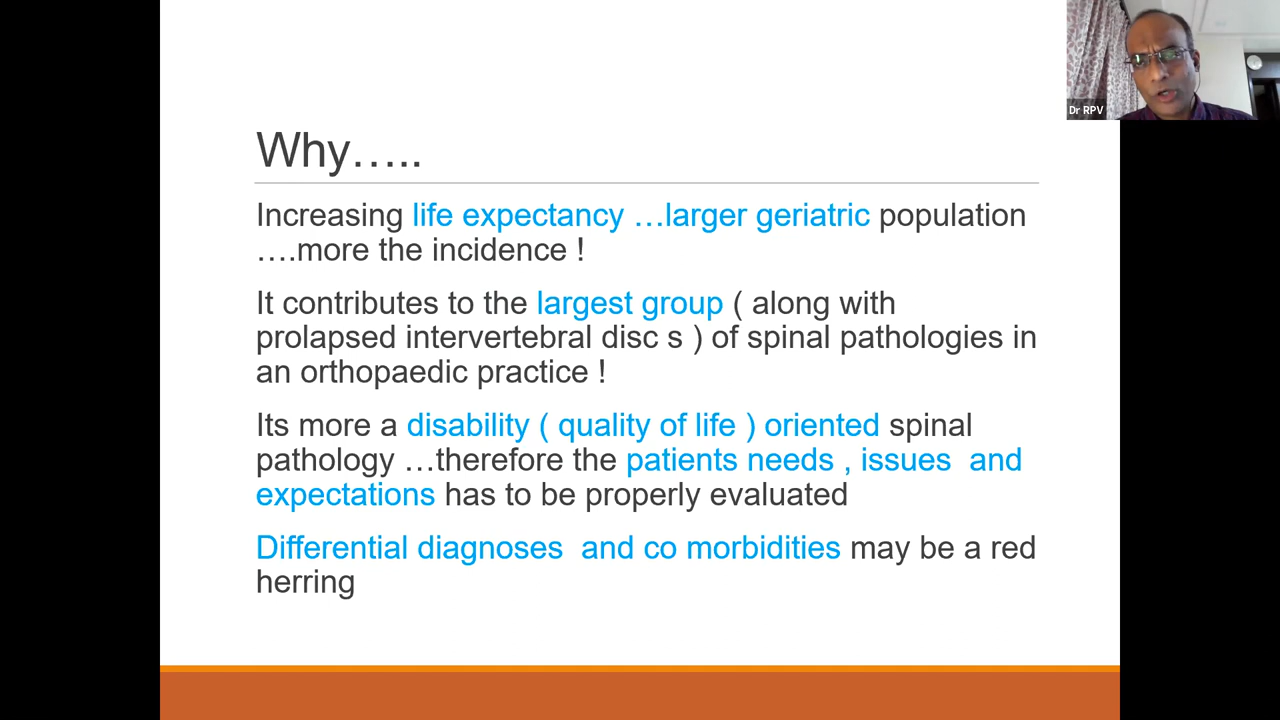 Why…..
Increasing life expectancy …larger geriatric population
….more the incidence !
It contributes to the largest group ( along with
prolapsed intervertebral disc s ) of spinal pathologies in
an orthopaedic practice !
Its more a disability ( quality of life ) oriented spinal
pathology …therefore the patients needs , issues  and
expectations has to be properly evaluated
Differential diagnoses  and co morbidities may be a red
herring
Dr RPV